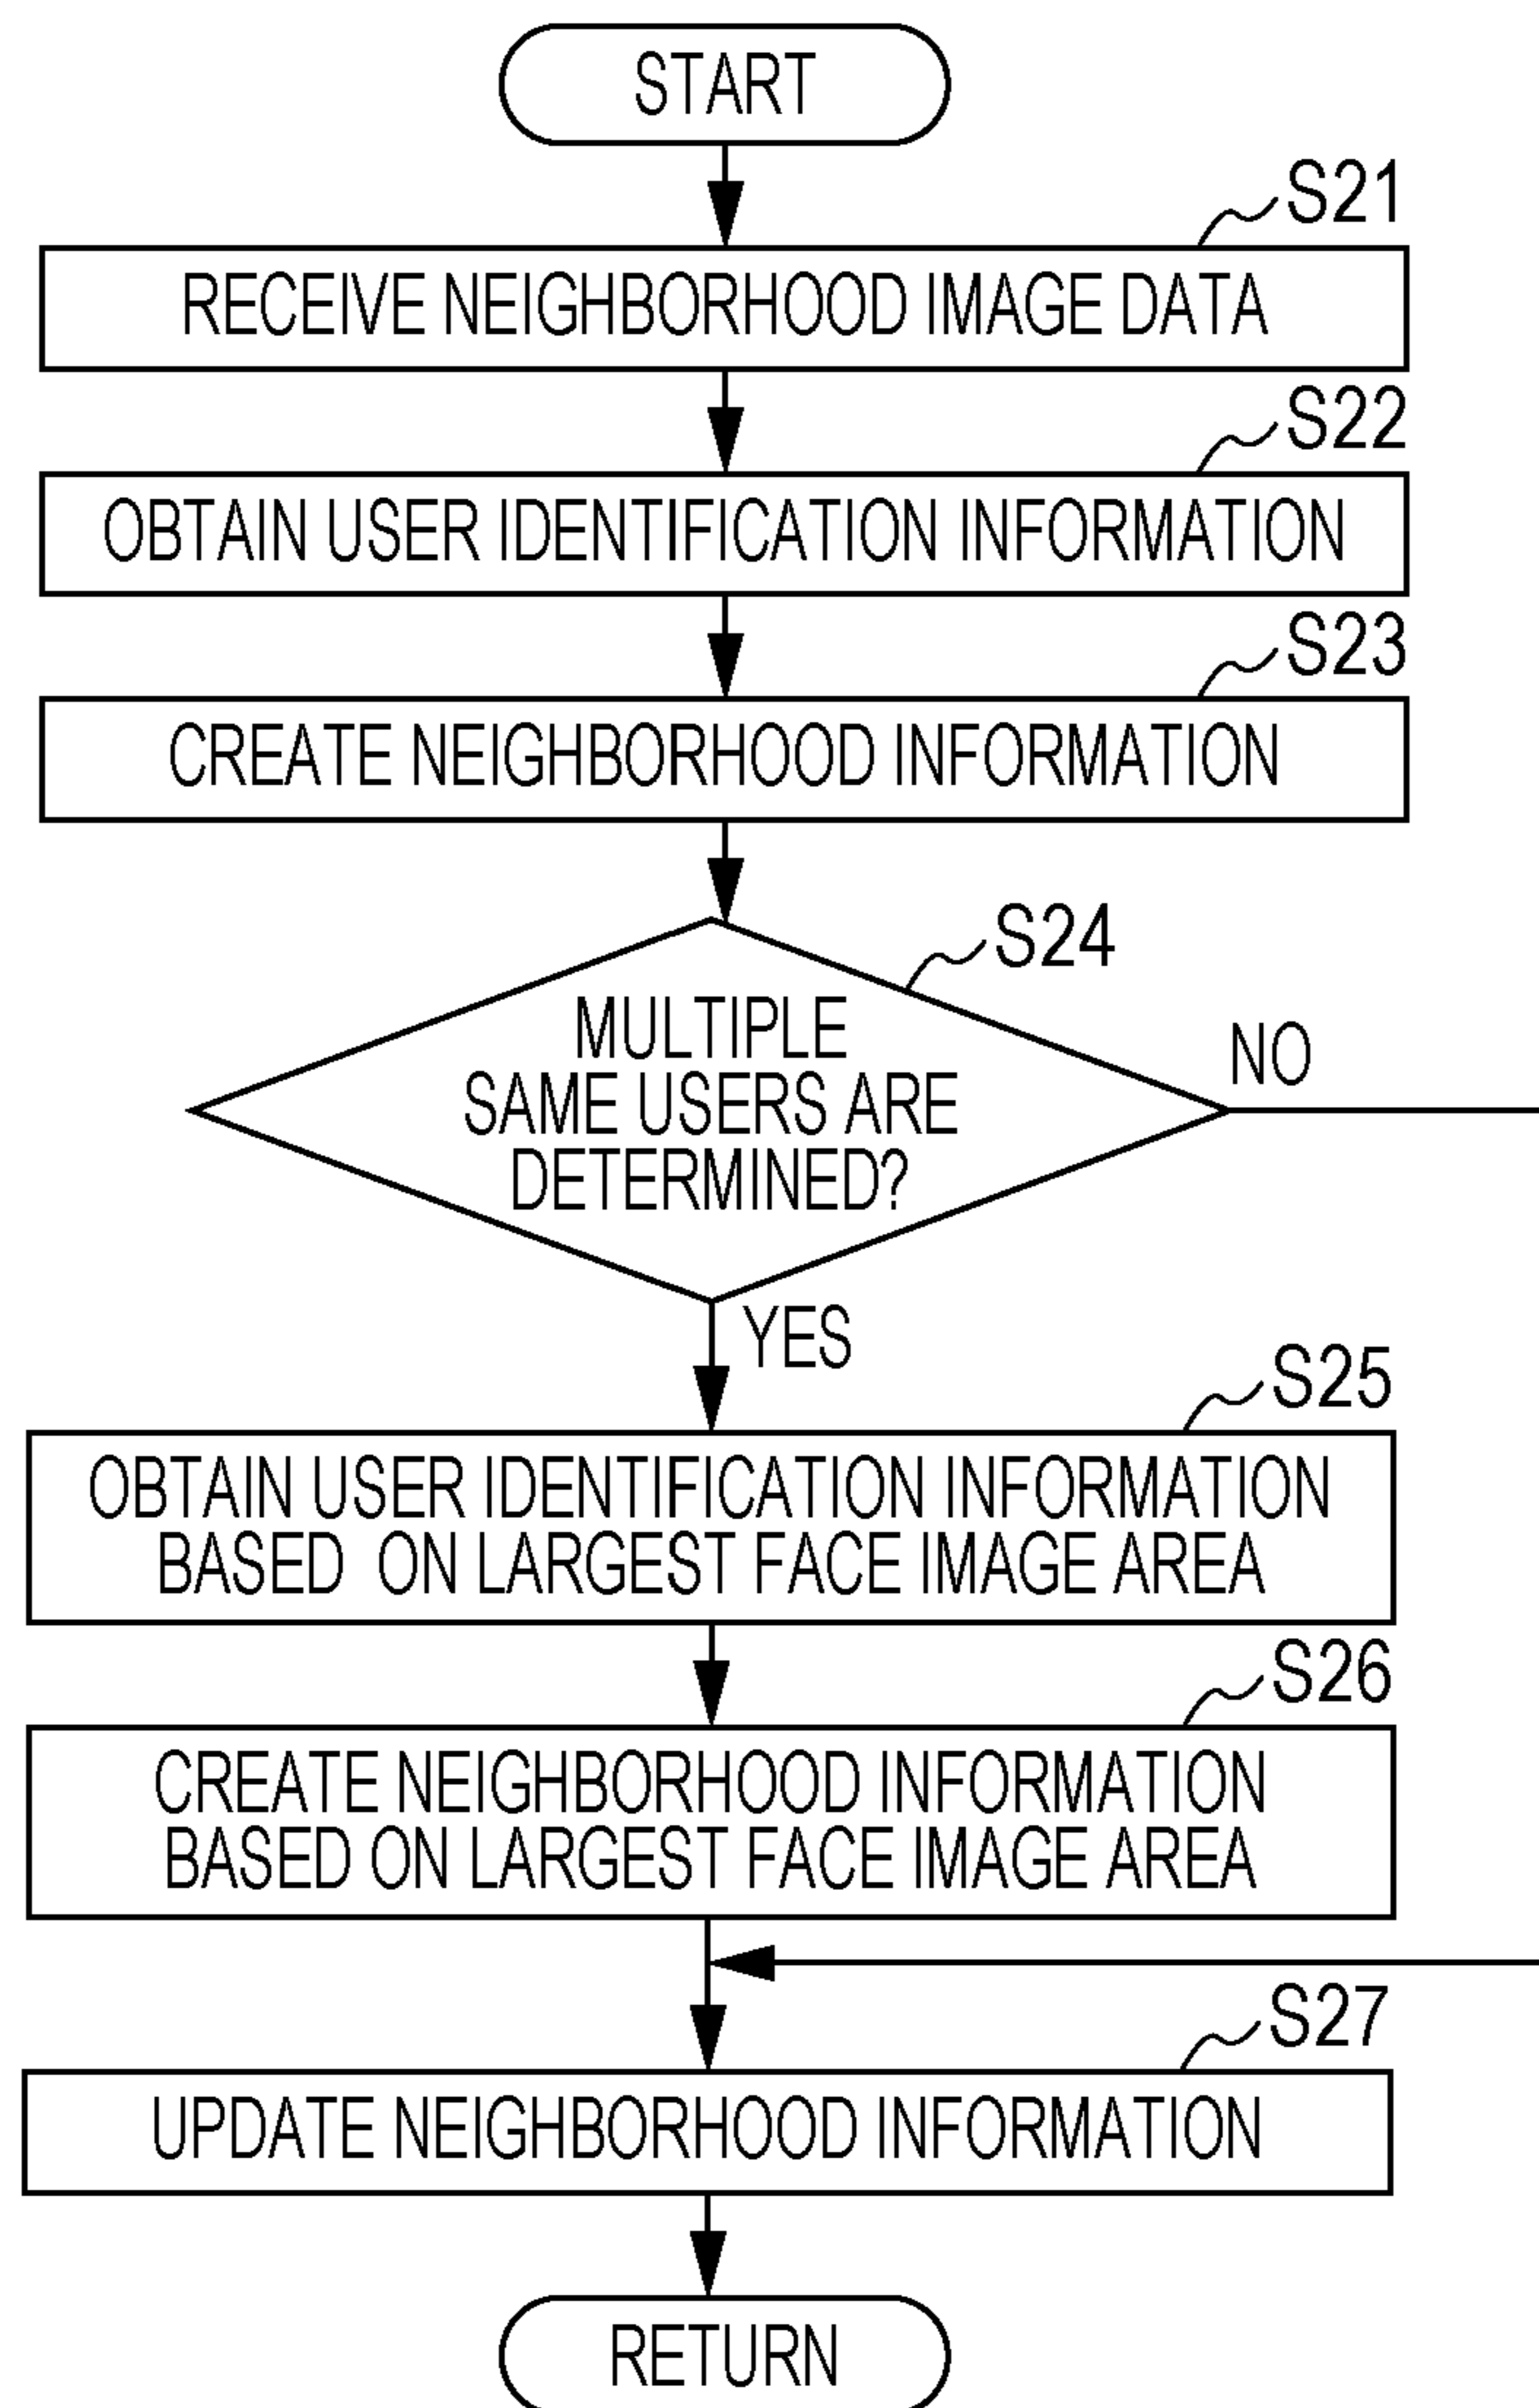 START
S21
RECEIVE NEIGHBORHOOD IMAGE DATA
S22
OBTAIN USER IDENTIFICATION INFORMATION
S23
CREATE NEIGHBORHOOD INFORMATION
S24
MULTIPLE
SAME USERS ARE
DETERMINED?
NO
YES
S25
OBTAIN USER IDENTIFICATION INFORMATION
BASED ON LARGEST FACE IMAGE AREA
S26
CREATE NEIGHBORHOOD INFORMATION
BASED ON LARGEST FACE IMAGE AREA
S27
UPDATE NEIGHBORHOOD INFORMATION
RETURN